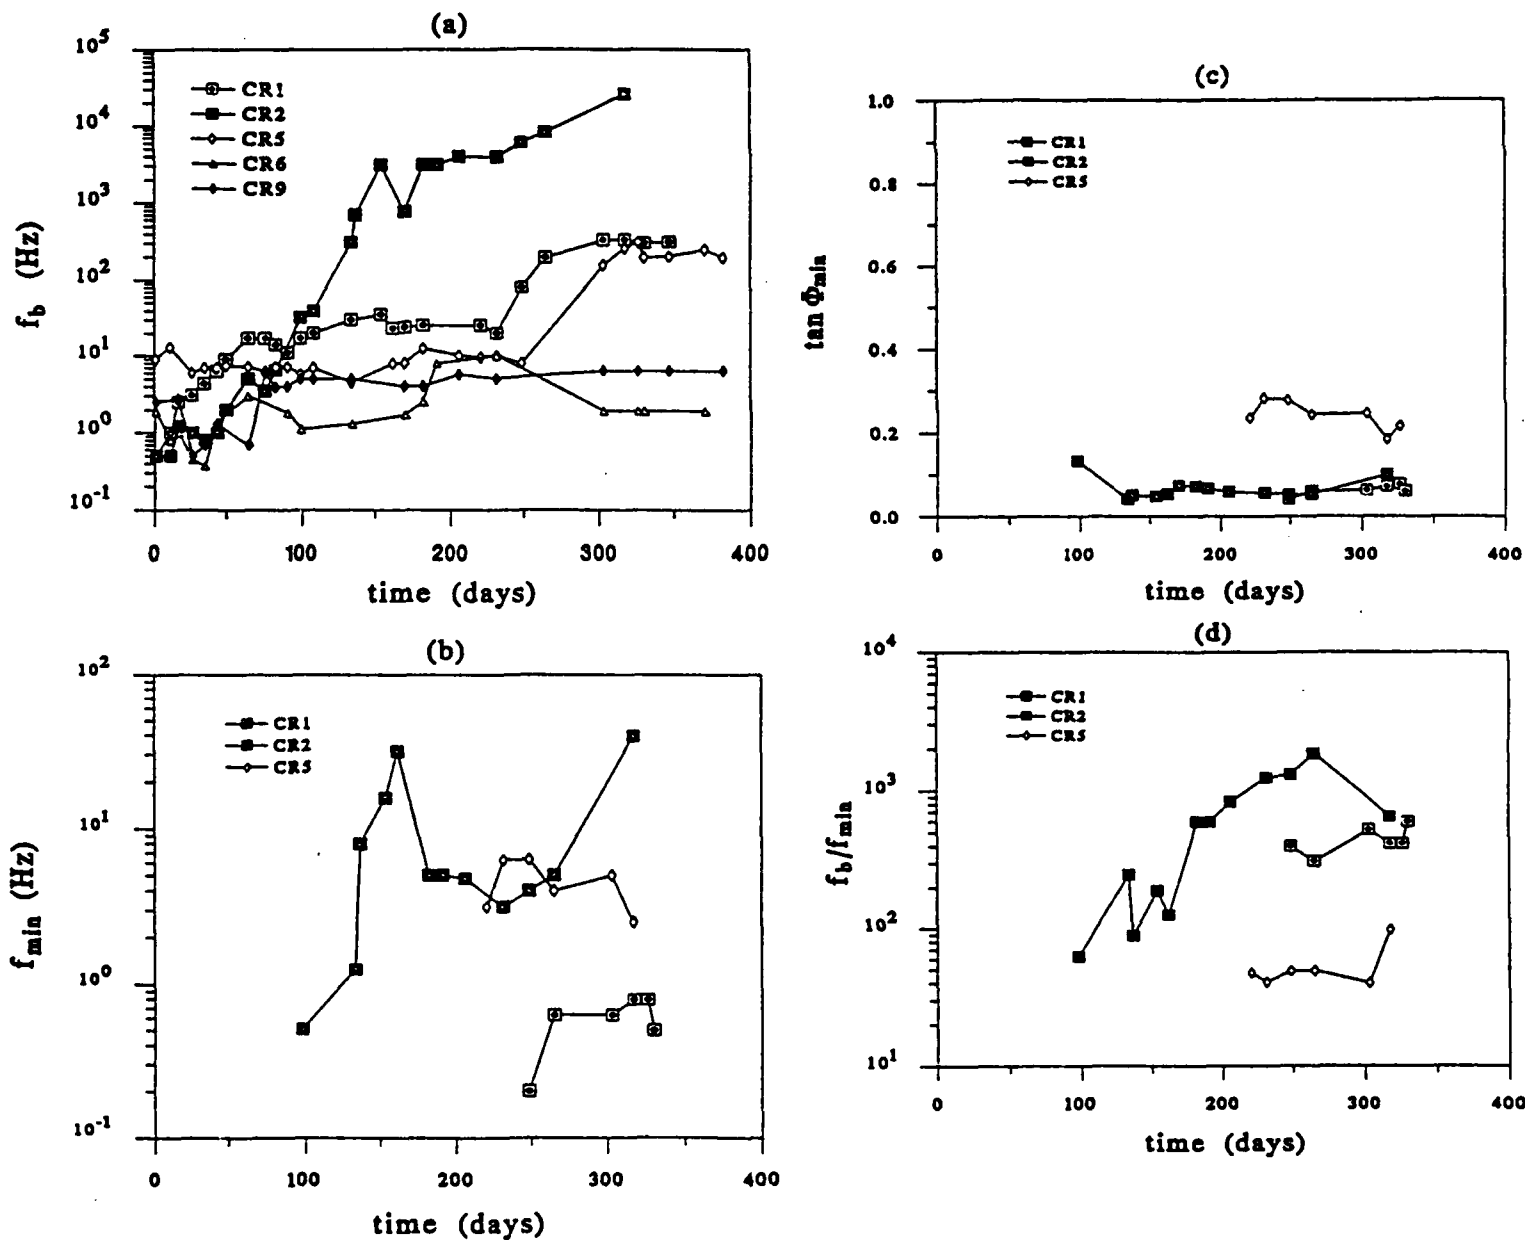 (a)
10^5
10^4
10^3
10^2
10^1
10^0
10^-1
f_b (Hz)
CR1
CR2
CR5
CR6
CR9
0 100 200 300 400
time (days)
(b)
10^2
10^1
10^0
10^-1
f_min (Hz)
CR1
CR2
CR5
0 100 200 300 400
time (days)
(c)
1.0
0.8
0.6
0.4
0.2
0.0
tan Φ_min
CR1
CR2
CR5
0 100 200 300 400
time (days)
(d)
10^4
10^3
10^2
10^1
f_b/f_min
CR1
CR2
CR5
0 100 200 300 400
time (days)